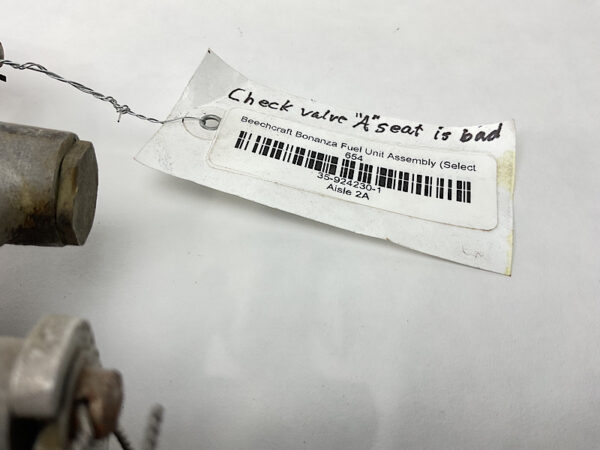 Check valve "A" seat is bad
Beechcraft Bonanza Fuel Unit Assembly (Select
654
35-924230-1
Aisle 2A